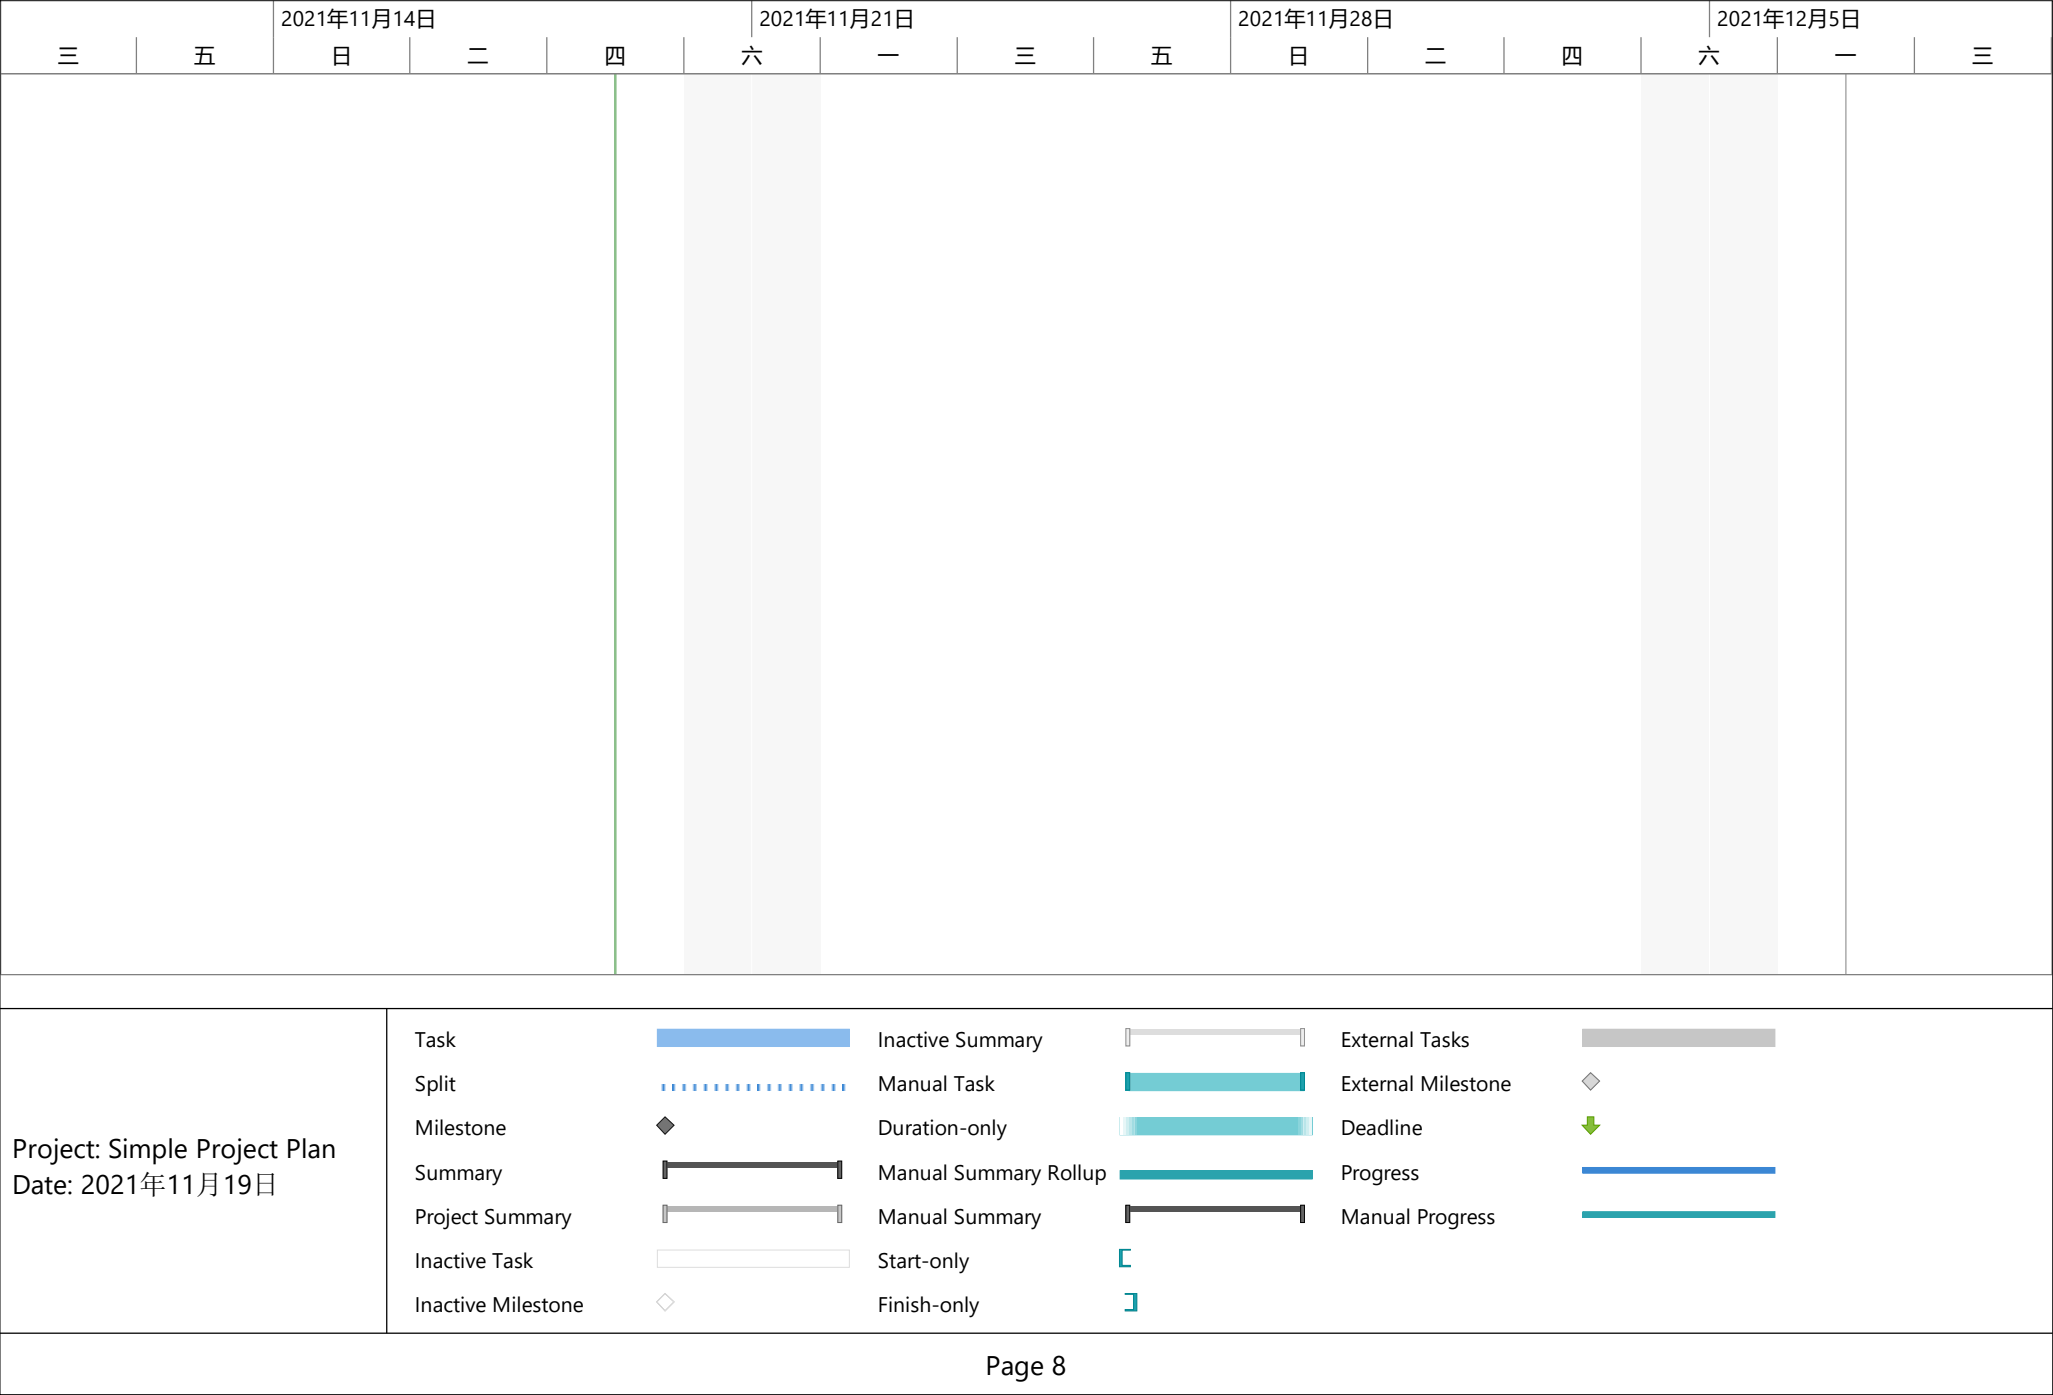 2021年11月14日 2021年11月21日 2021年11月28日 2021年12月5日
三 五 日 二 四 六 一 三 五 日 二 四 六 一 三
Project: Simple Project Plan
Date: 2021年11月19日
Task
Split
Milestone
Summary
Project Summary
Inactive Task
Inactive Milestone
Inactive Summary
Manual Task
Duration-only
Manual Summary Rollup
Manual Summary
Start-only
Finish-only
External Tasks
External Milestone
Deadline
Progress
Manual Progress
Page 8